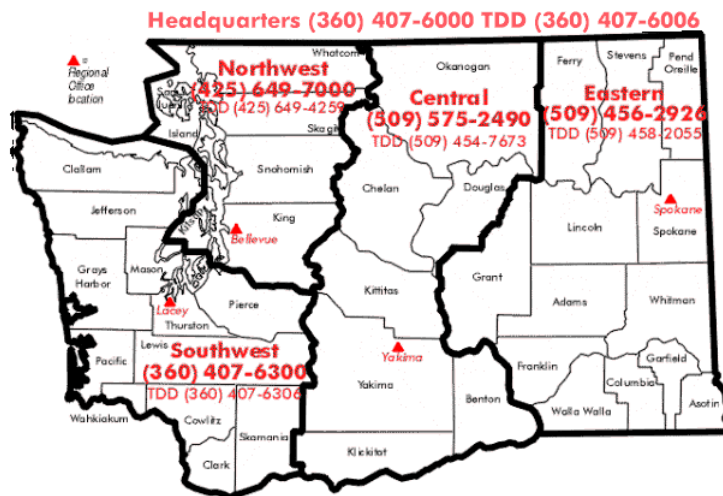 Headquarters (360) 407-6000 TDD (360) 407-6006
Regional
Office
location
Whatcom
Northwest
(425) 649-7000
TDD (425) 649-4259
Island
Skagit
Snohomish
King
Kitsap
Bellevue
Okanogan
Central
(509) 575-2490
TDD (509) 454-7673
Chelan
Douglas
Kittitas
Yakima
Yakima
Benton
Klickitat
Ferry
Stevens
Pend
Oreille
Eastern
(509) 456-2926
TDD (509) 458-2055
Spokane
Spokane
Lincoln
Grant
Adams
Whitman
Franklin
Walla Walla
Columbia
Garfield
Asotin
Clallam
Jefferson
Grays
Harbor
Mason
Lacey
Thurston
Pierce
Pacific
Lewis
Southwest
(360) 407-6300
TDD (360) 407-6306
Wahkiakum
Cowlitz
Skamania
Clark